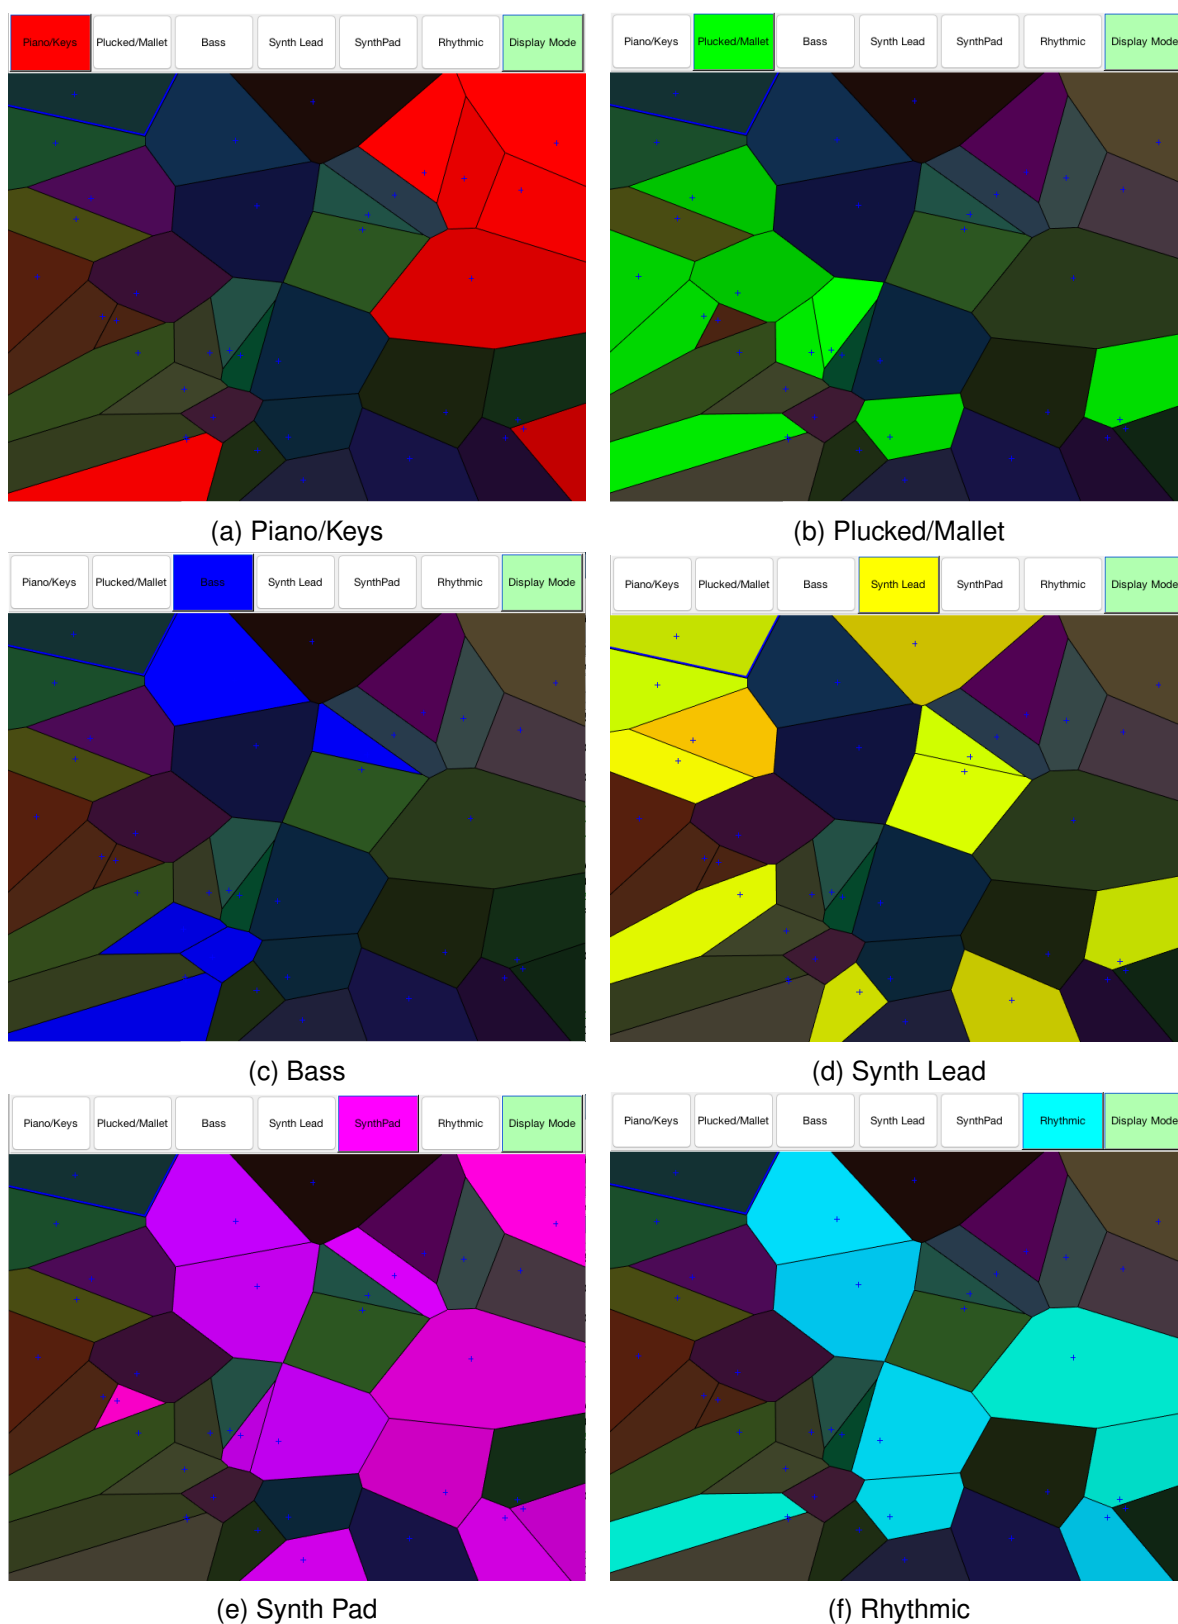 Piano/Keys Plucked/Mallet Bass Synth Lead SynthPad Rhythmic Display Mode
Piano/Keys Plucked/Mallet Bass Synth Lead SynthPad Rhythmic Display Mode
(a) Piano/Keys
(b) Plucked/Mallet
Piano/Keys Plucked/Mallet Bass Synth Lead SynthPad Rhythmic Display Mode
Piano/Keys Plucked/Mallet Bass Synth Lead SynthPad Rhythmic Display Mode
(c) Bass
(d) Synth Lead
Piano/Keys Plucked/Mallet Bass Synth Lead SynthPad Rhythmic Display Mode
Piano/Keys Plucked/Mallet Bass Synth Lead SynthPad Rhythmic Display Mode
(e) Synth Pad
(f) Rhythmic